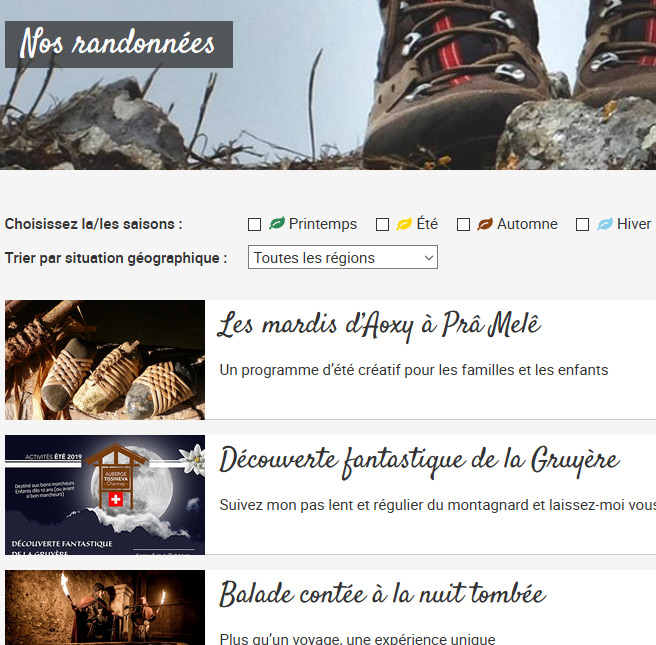 Nos randonnées
Choisissez la/les saisons :
Printemps
Été
Automne
Hiver
Trier par situation géographique :
Toutes les régions
Les mardis d'Aoxy à Prâ Melê
Un programme d'été créatif pour les familles et les enfants
ACTIVITÉS ÉTÉ 2019
Destiné aux bons marcheurs
Enfants dès 10 ans (ou avant
si bon marcheurs)
AUBERGE
TISSINEVA
Charmey
DÉCOUVERTE FANTASTIQUE
DE LA GRUYÈRE
Découverte fantastique de la Gruyère
Suivez mon pas lent et régulier du montagnard et laissez-moi vous
Balade contée à la nuit tombée
Plus qu'un voyage, une expérience unique